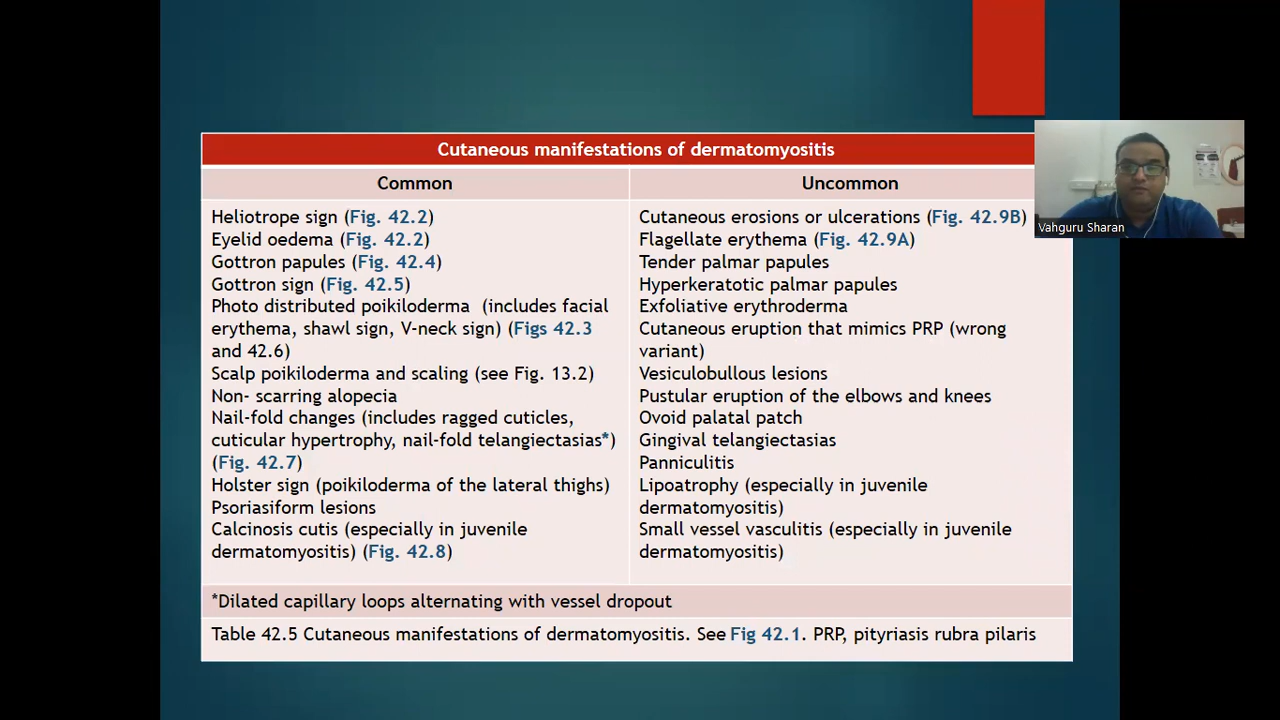 Cutaneous manifestations of dermatomyositis
Common
Heliotrope sign (Fig. 42.2)
Eyelid oedema (Fig. 42.2)
Gottron papules (Fig. 42.4)
Gottron sign (Fig. 42.5)
Photo distributed poikiloderma (includes facial
erythema, shawl sign, V-neck sign) (Figs 42.3
and 42.6)
Scalp poikiloderma and scaling (see Fig. 13.2)
Non- scarring alopecia
Nail-fold changes (includes ragged cuticles,
cuticular hypertrophy, nail-fold telangiectasias*)
(Fig. 42.7)
Holster sign (poikiloderma of the lateral thighs)
Psoriasiform lesions
Calcinosis cutis (especially in juvenile
dermatomyositis) (Fig. 42.8)
Uncommon
Cutaneous erosions or ulcerations (Fig. 42.9B)
Flagellate erythema (Fig. 42.9A)
Tender palmar papules
Hyperkeratotic palmar papules
Exfoliative erythroderma
Cutaneous eruption that mimics PRP (wrong
variant)
Vesiculobullous lesions
Pustular eruption of the elbows and knees
Ovoid palatal patch
Gingival telangiectasias
Panniculitis
Lipoatrophy (especially in juvenile
dermatomyositis)
Small vessel vasculitis (especially in juvenile
dermatomyositis)
*Dilated capillary loops alternating with vessel dropout
Table 42.5 Cutaneous manifestations of dermatomyositis. See Fig 42.1. PRP, pityriasis rubra pilaris
Vahguru Sharan